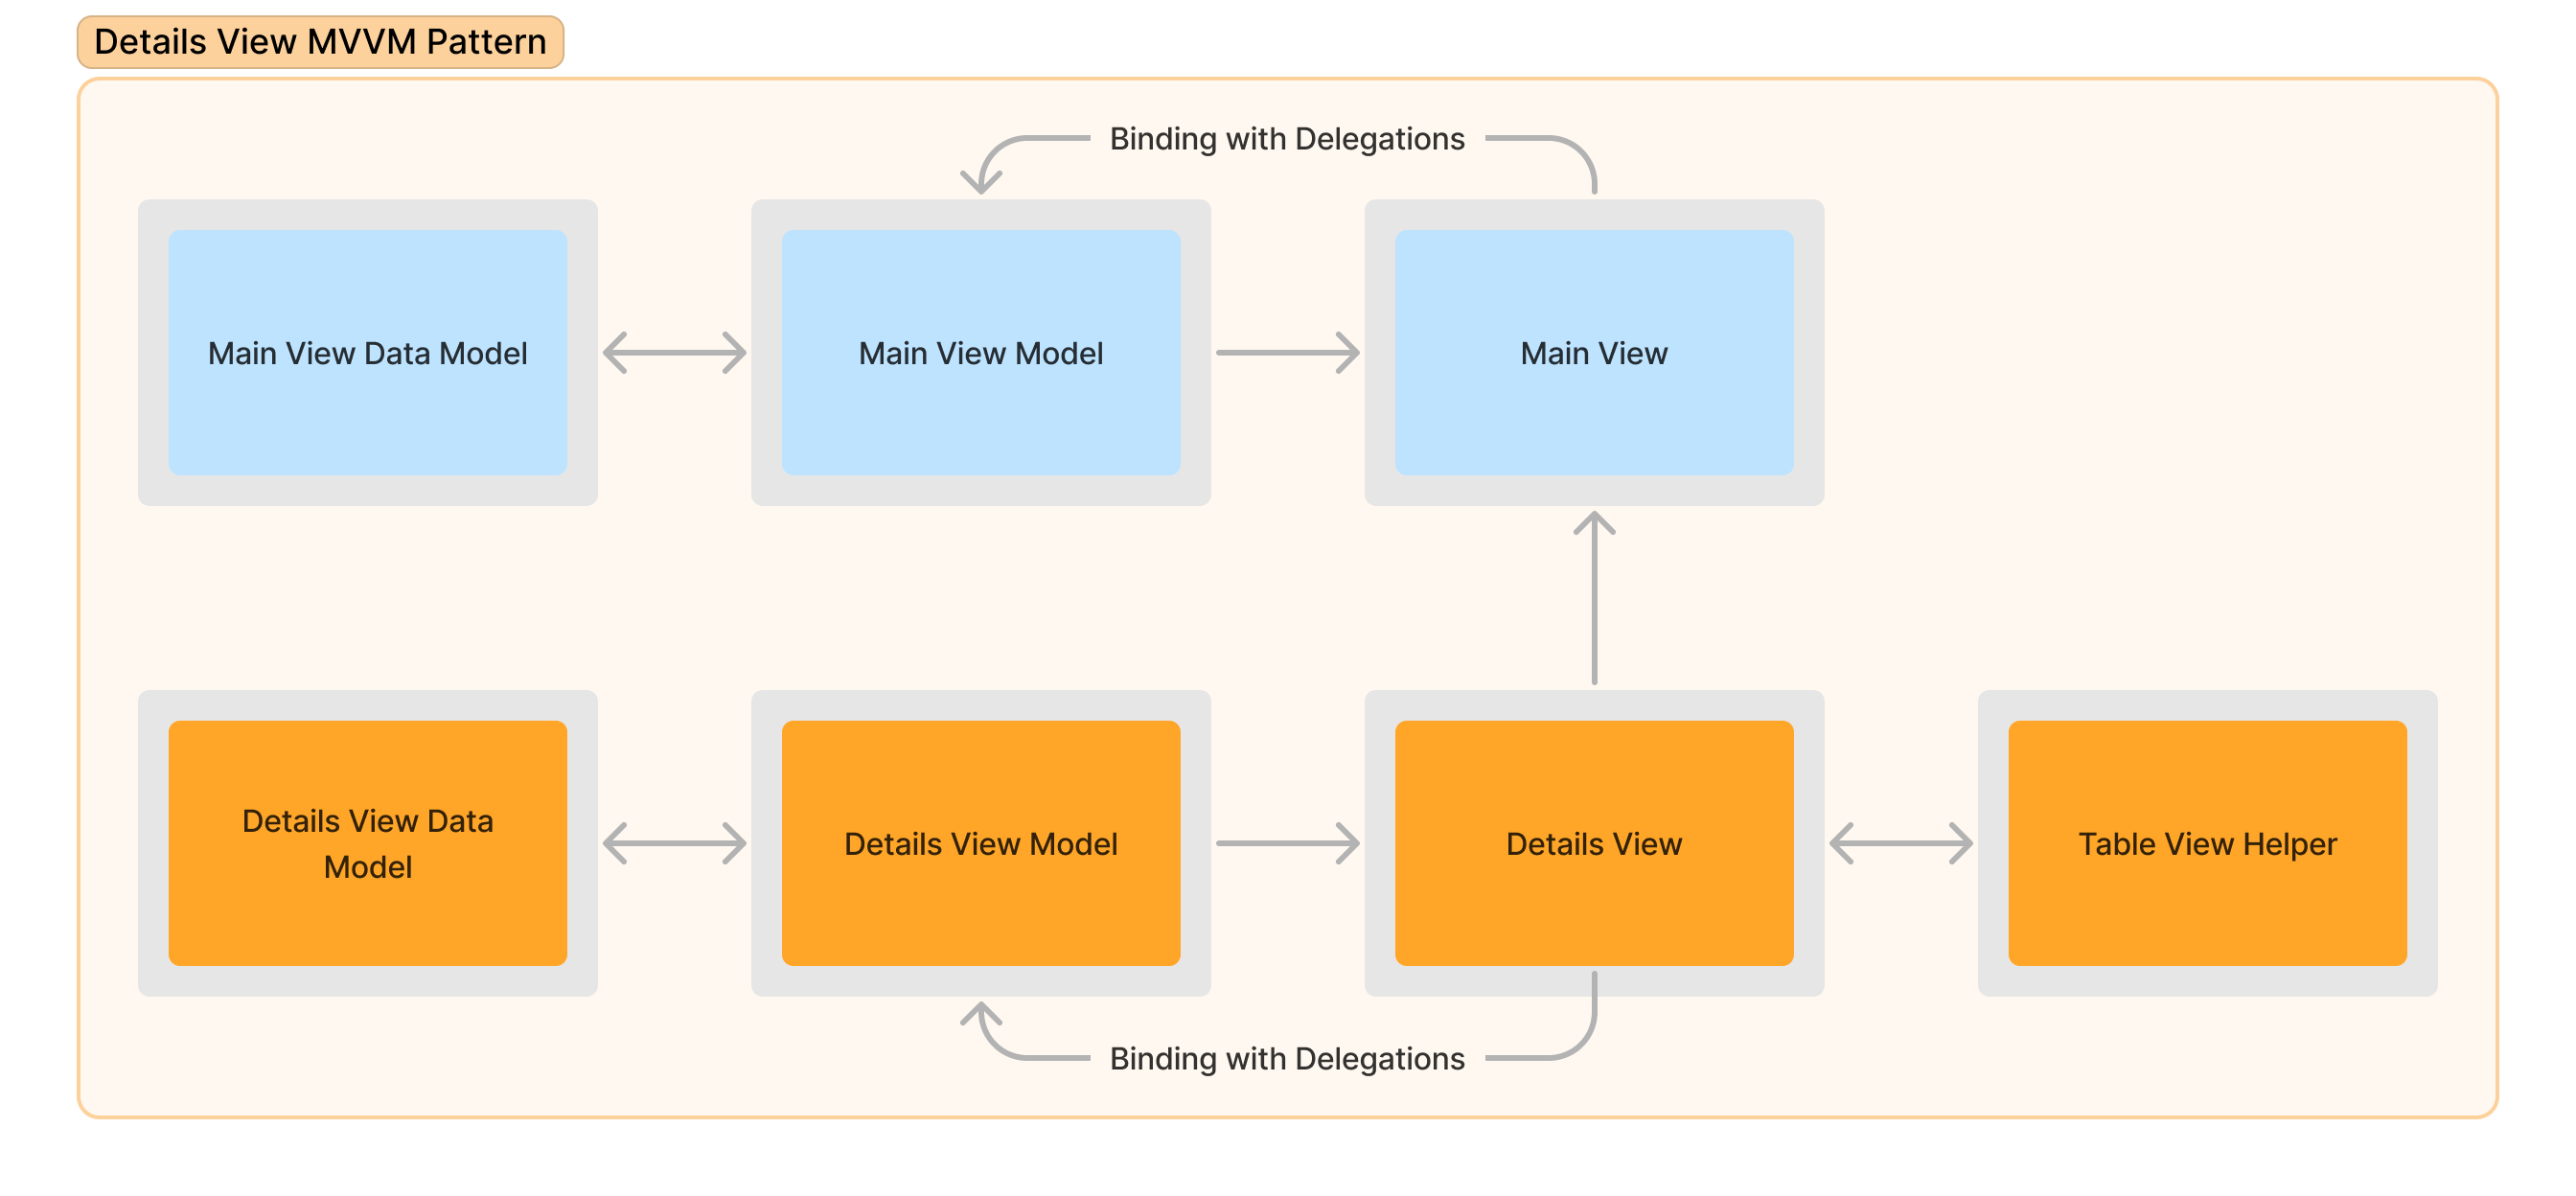 Details View MVVM Pattern
Binding with Delegations
Main View Data Model
Main View Model
Main View
Details View Data
Model
Details View Model
Details View
Table View Helper
Binding with Delegations